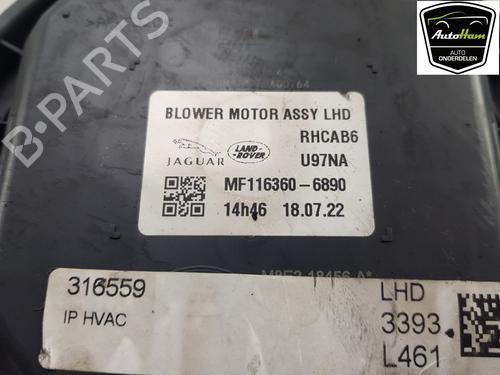 AutoHam
AUTO
ONDERDELEN
B-PARTS
BLOWER MOTOR ASSY LHD
RHCAB6
JAGUAR
LAND-ROVER
U97NA
MF116360-6890
14h46 18.07.22
316559
IP HVAC
LHD
3393
L461